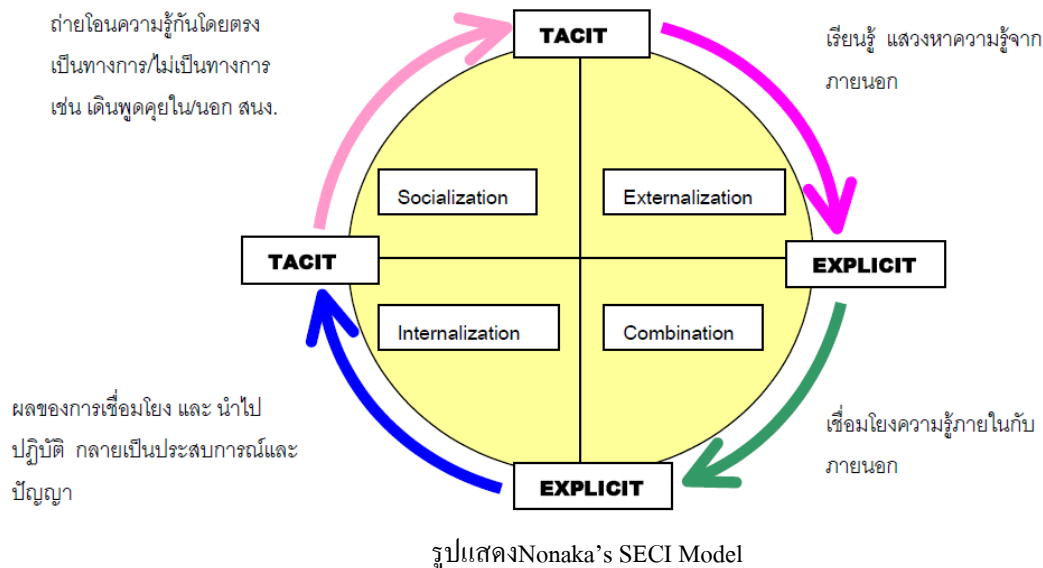 ถ่ายโอนความรู้กันโดยตรง
เป็นทางการ/ไม่เป็นทางการ
เช่น เดินพูดคุยใน/นอก สนง.
TACIT
เรียนรู้ แสวงหาความรู้จาก
ภายนอก
Socialization
Externalization
TACIT
EXPLICIT
Internalization
Combination
ผลของการเชื่อมโยง และ นำไป
ปฏิบัติ กลายเป็นประสบการณ์และ
ปัญญา
เชื่อมโยงความรู้ภายในกับ
ภายนอก
EXPLICIT
รูปแสดงNonaka's SECI Model